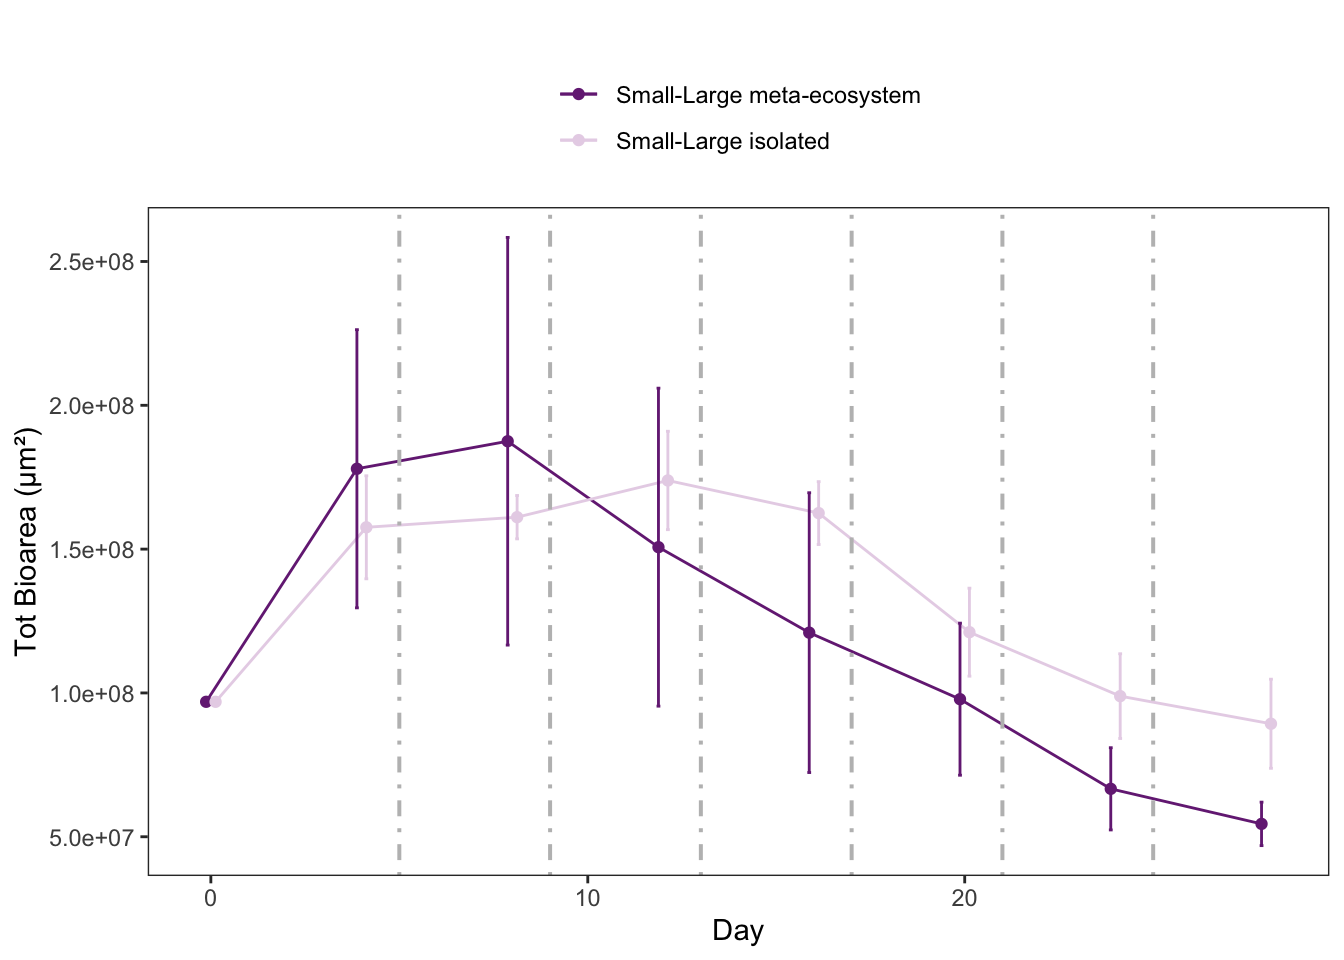 Small-Large meta-ecosystem
Small-Large isolated
Tot Bioarea (µm²)
2.5e+08
2.0e+08
1.5e+08
1.0e+08
5.0e+07
0 10 20
Day